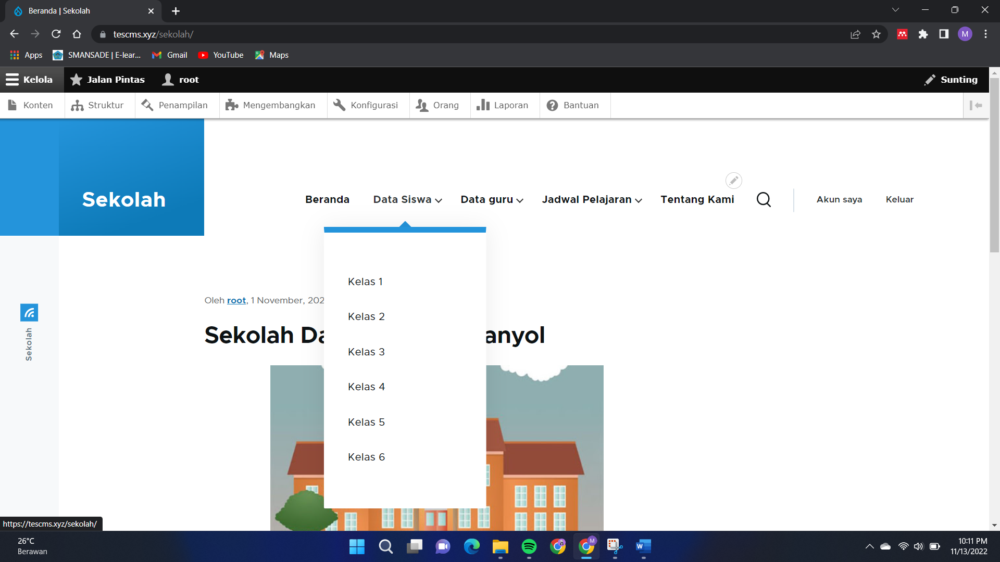 Beranda | Sekolah
tescms.xyz/sekolah/
M
Apps
SMANSADE | E-lear...
Gmail
YouTube
Maps
Kelola
Jalan Pintas
root
Sunting
Konten
Struktur
Penampilan
Mengembangkan
Konfigurasi
Orang
Laporan
Bantuan
Sekolah
Beranda
Data Siswa
Data guru
Jadwal Pelajaran
Tentang Kami
Akun saya
Keluar
Kelas 1
Kelas 2
Kelas 3
Kelas 4
Kelas 5
Kelas 6
Oleh root, 1 November, 202
Sekolah Da
anyol
Sekolah
https://tescms.xyz/sekolah/
26°C
Berawan
M
W
10:11 PM
11/13/2022